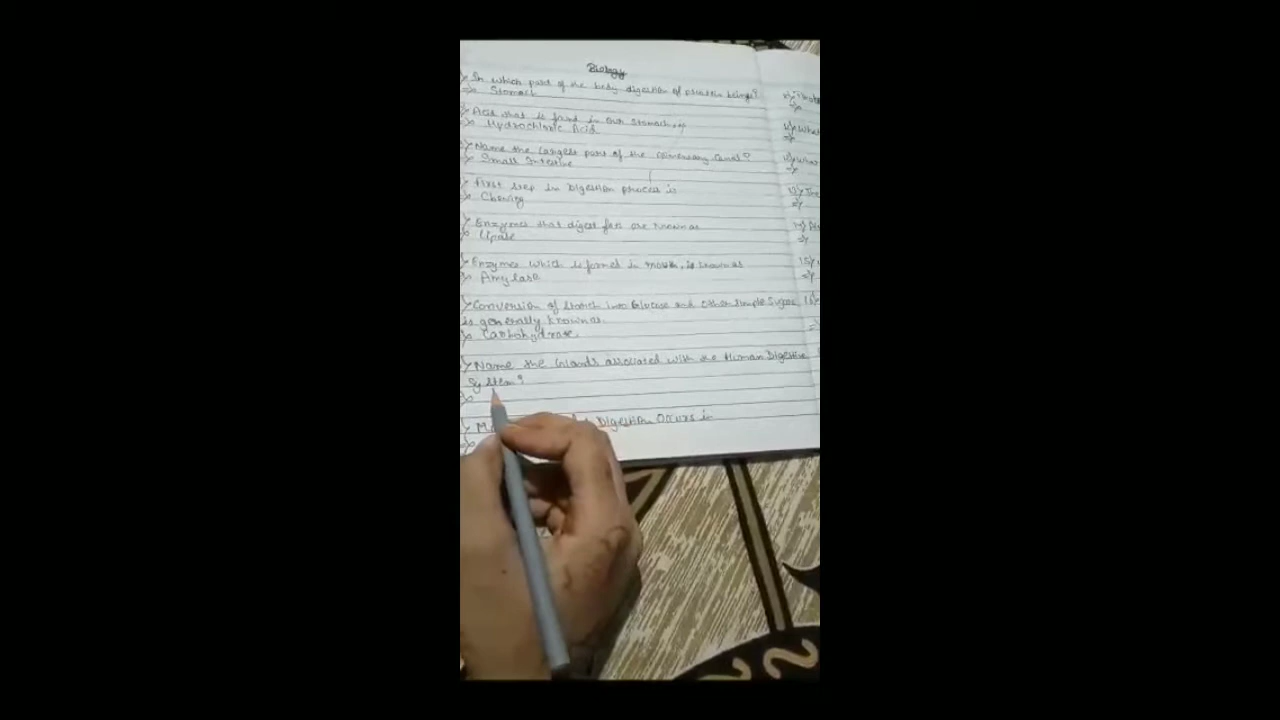 Biology
In which part of the body digestion of protein
=> Stomach
Acid that is found in our stomach is
=> Hydrochloric Acid
Name the Largest part of the Canal?
=> Small Intestine
First step in Digestion process is
=> Chewing
Enzymes that digest fats are known as
=> Lipase
Enzymes which is formed in mouth, is known as
=> Amylase
Conversion of Starch into Glucose and other simple Sugars
is generally known as
=> Carbohydrate.
Name the Glands associated with the Human Digestive
System?
=>
Digestion Occurs in
=>